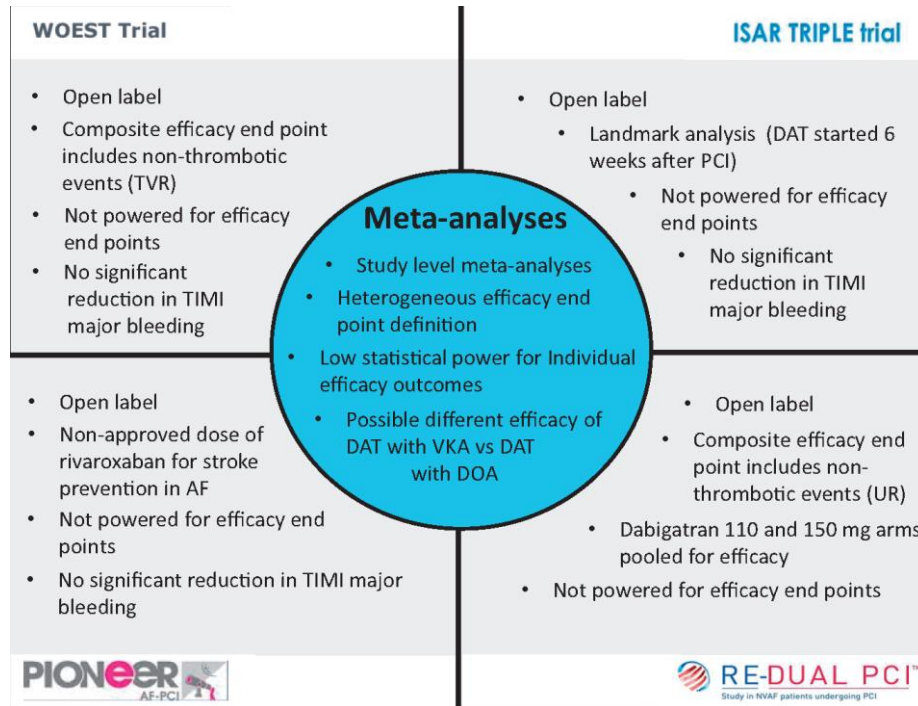 WOEST Trial
• Open label
• Composite efficacy end point
includes non-thrombotic
events (TVR)
• Not powered for efficacy
end points
• No significant
reduction in TIMI
major bleeding
ISAR TRIPLE trial
• Open label
• Landmark analysis (DAT started 6
weeks after PCI)
• Not powered for efficacy
end points
• No significant
reduction in TIMI
major bleeding
Meta-analyses
• Study level meta-analyses
• Heterogeneous efficacy end
point definition
• Low statistical power for Individual
efficacy outcomes
• Possible different efficacy of
DAT with VKA vs DAT
with DOA
• Open label
• Non-approved dose of
rivaroxaban for stroke
prevention in AF
• Not powered for efficacy end
points
• No significant reduction in TIMI major
bleeding
PIONEER
AF-PCI
• Open label
• Composite efficacy end
point includes non-
thrombotic events (UR)
• Dabigatran 110 and 150 mg arms
pooled for efficacy
• Not powered for efficacy end points
RE-DUAL PCI™
Study in NVAF patients undergoing PCI